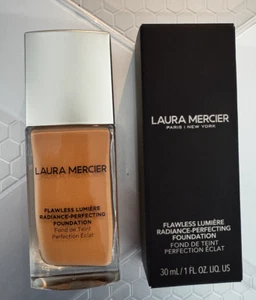 LAURA MERCIER
FLAWLESS LUMIÈRE
RADIANCE-PERFECTING
FOUNDATION
Fond de Teint
Perfection Éclat
LAURA MERCIER
PARIS | NEW YORK
FLAWLESS LUMIÈRE
RADIANCE-PERFECTING
FOUNDATION
FOND DE TEINT
PERFECTION ÉCLAT
30 mL / 1 FL. LIQ. US